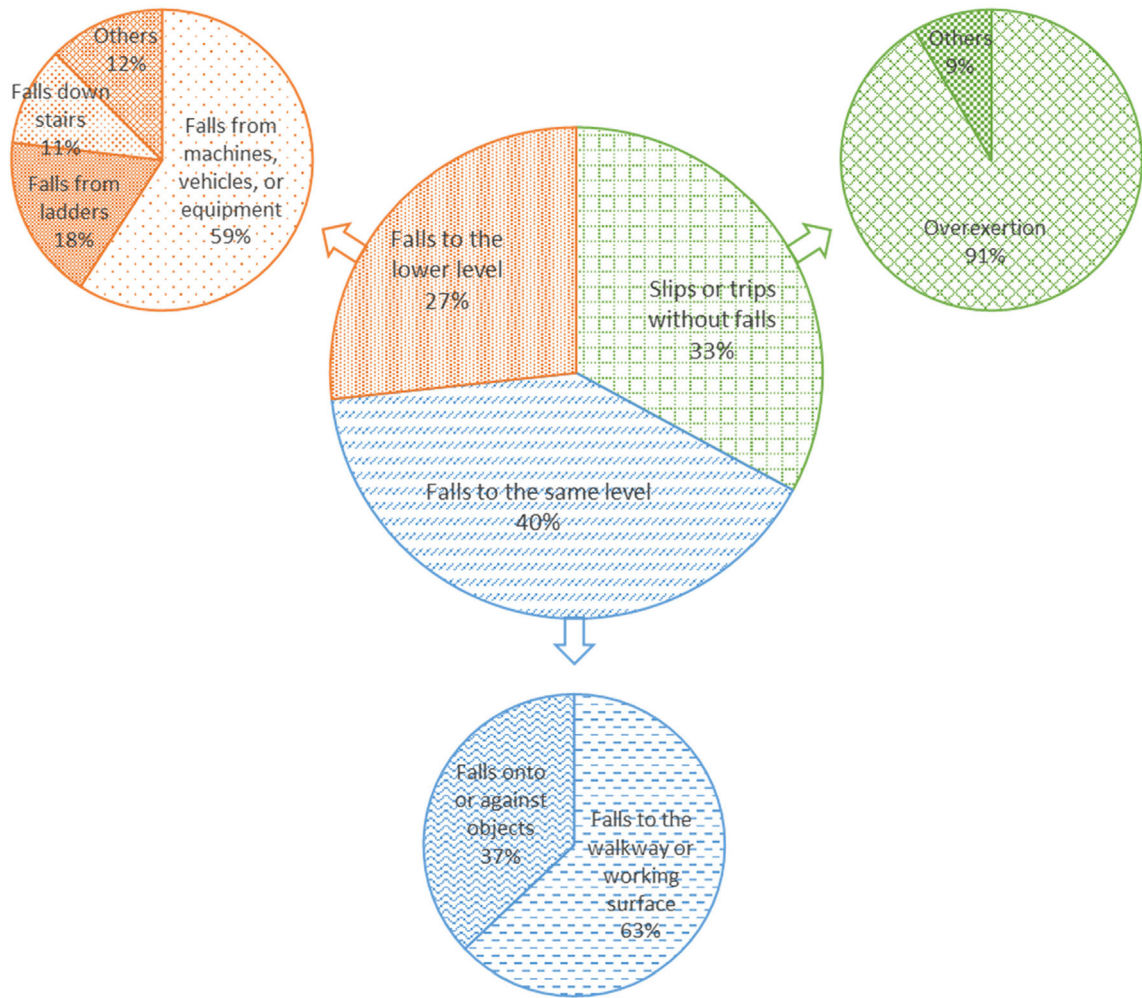 Others
12%
Falls down
stairs
11%
Falls from
ladders
18%
Falls from
machines,
vehicles, or
equipment
59%
Others
9%
Overexertion
91%
Falls to the
lower level
27%
Slips or trips
without falls
33%
Falls to the same level
40%
Falls onto
or against
objects
37%
Falls to the
walkway or
working
surface
63%